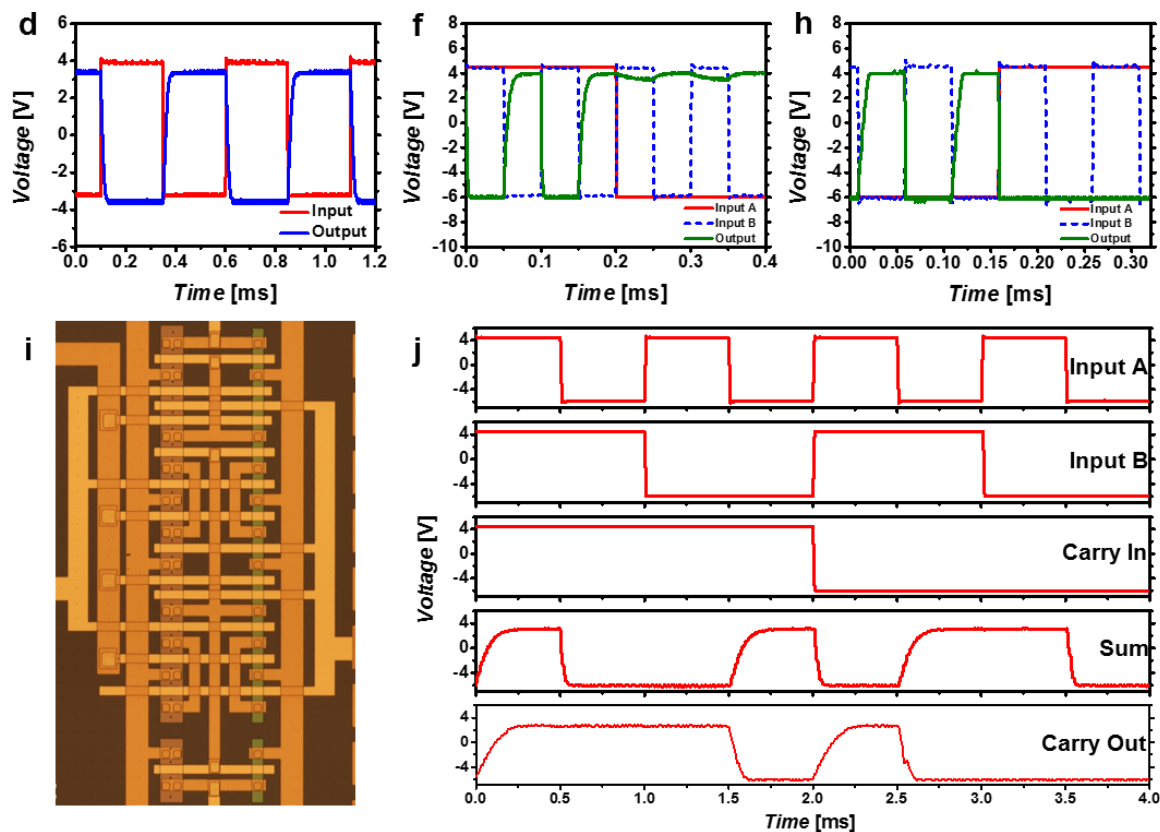 d
Voltage [V]
6
4
2
0
-2
-4
-6
Input
Output
0.0 0.2 0.4 0.6 0.8 1.0 1.2
Time [ms]
f
Voltage [V]
8
6
4
2
0
-2
-4
-6
-8
-10
Input A
Input B
Output
0.0 0.1 0.2 0.3 0.4
Time [ms]
h
Voltage [V]
8
6
4
2
0
-2
-4
-6
-8
-10
Input A
Input B
Output
0.00 0.05 0.10 0.15 0.20 0.25 0.30
Time [ms]
i
j
Voltage [V]
4
0
-4
Input A
4
0
-4
Input B
4
0
-4
Carry In
4
0
-4
Sum
4
0
-4
Carry Out
0.0 0.5 1.0 1.5 2.0 2.5 3.0 3.5 4.0
Time [ms]